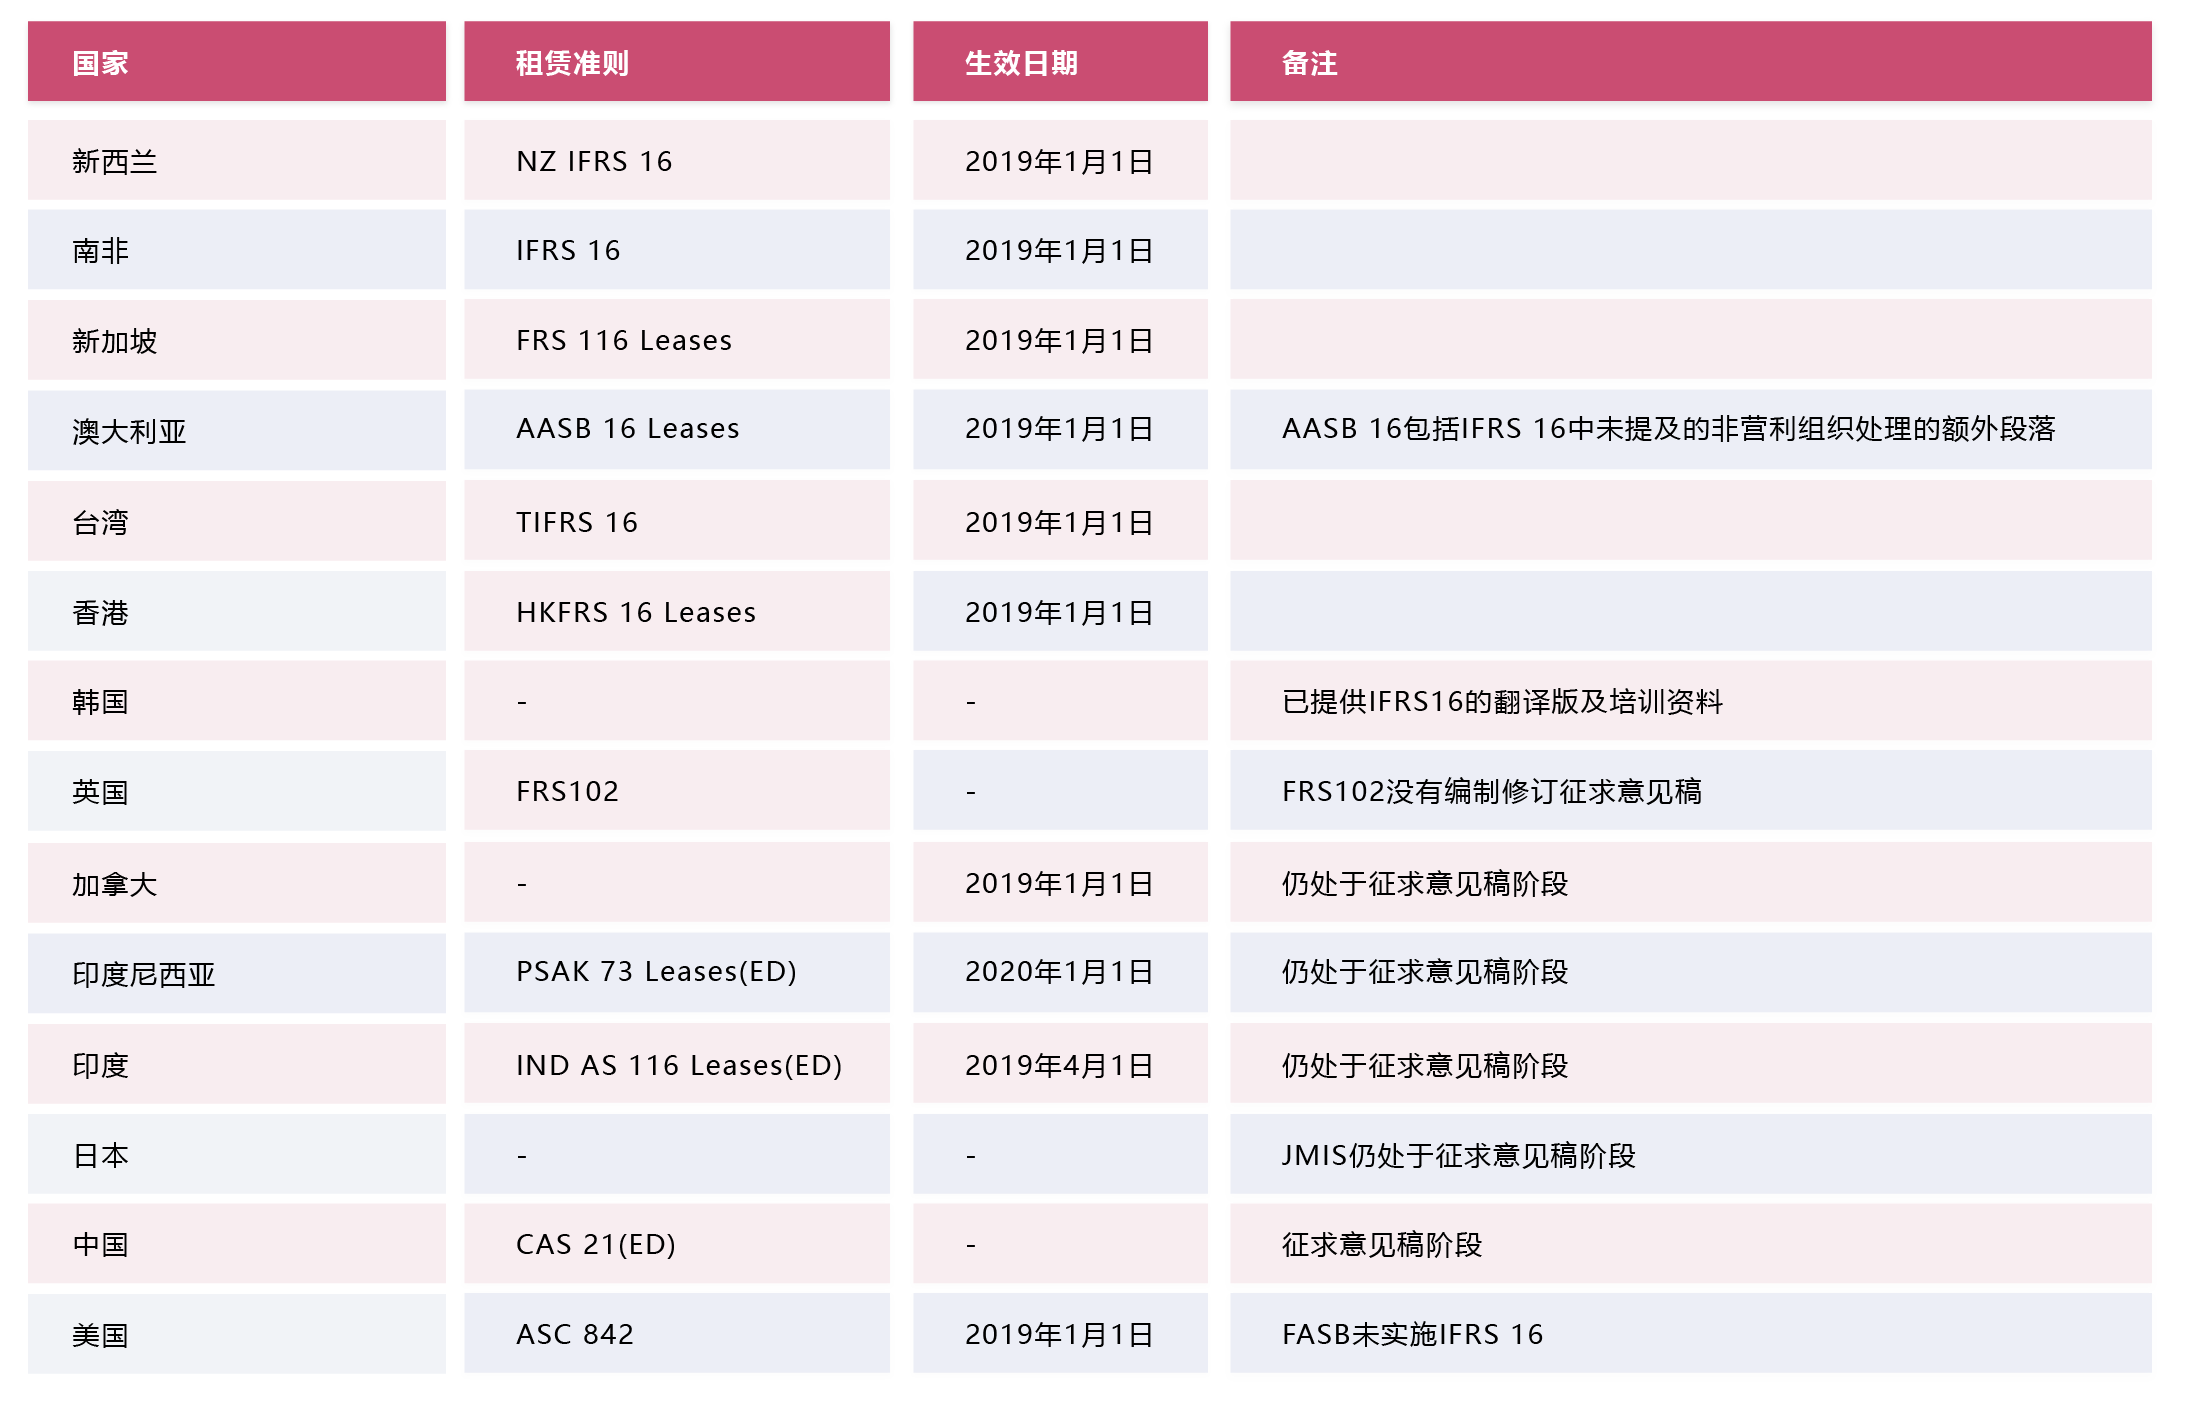 国家 租赁准则 生效日期 备注
新西兰 NZ IFRS 16 2019年1月1日
南非 IFRS 16 2019年1月1日
新加坡 FRS 116 Leases 2019年1月1日
澳大利亚 AASB 16 Leases 2019年1月1日 AASB 16包括IFRS 16中未提及的非营利组织处理的额外段落
台湾 TIFRS 16 2019年1月1日
香港 HKFRS 16 Leases 2019年1月1日
韩国 - - 已提供IFRS16的翻译版及培训资料
英国 FRS102 - FRS102没有编制修订征求意见稿
加拿大 - 2019年1月1日 仍处于征求意见稿阶段
印度尼西亚 PSAK 73 Leases(ED) 2020年1月1日 仍处于征求意见稿阶段
印度 IND AS 116 Leases(ED) 2019年4月1日 仍处于征求意见稿阶段
日本 - - JMIS仍处于征求意见稿阶段
中国 CAS 21(ED) - 征求意见稿阶段
美国 ASC 842 2019年1月1日 FASB未实施IFRS 16